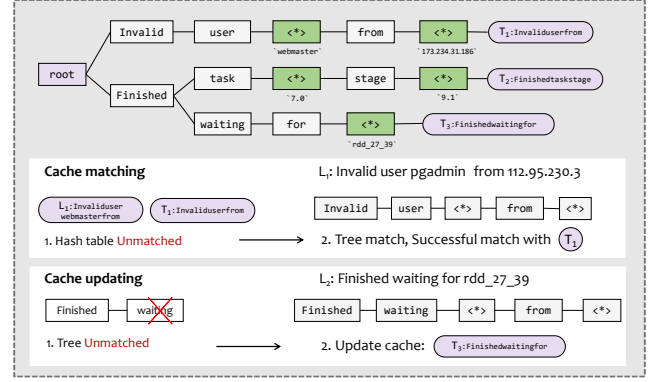 Invalid user <*> from <*> T1:Invaliduserfrom
`webmaster` `173.234.31.186`
root
task <*> stage <*> T2:Finishedtaskstage
Finished
`7.0` `9.1`
waiting for <*> T3:Finishedwaitingfor
`rdd_27_39`
Cache matching
L1: Invalid user pgadmin from 112.95.230.3
L1:Invaliduser
webmasterfrom
T1:Invaliduserfrom
Invalid user <*> from <*>
1. Hash table Unmatched
2. Tree match, Successful match with T1
Cache updating
L2: Finished waiting for rdd_27_39
Finished waiting
Finished waiting <*> from <*>
1. Tree Unmatched
2. Update cache: T3:Finishedwaitingfor